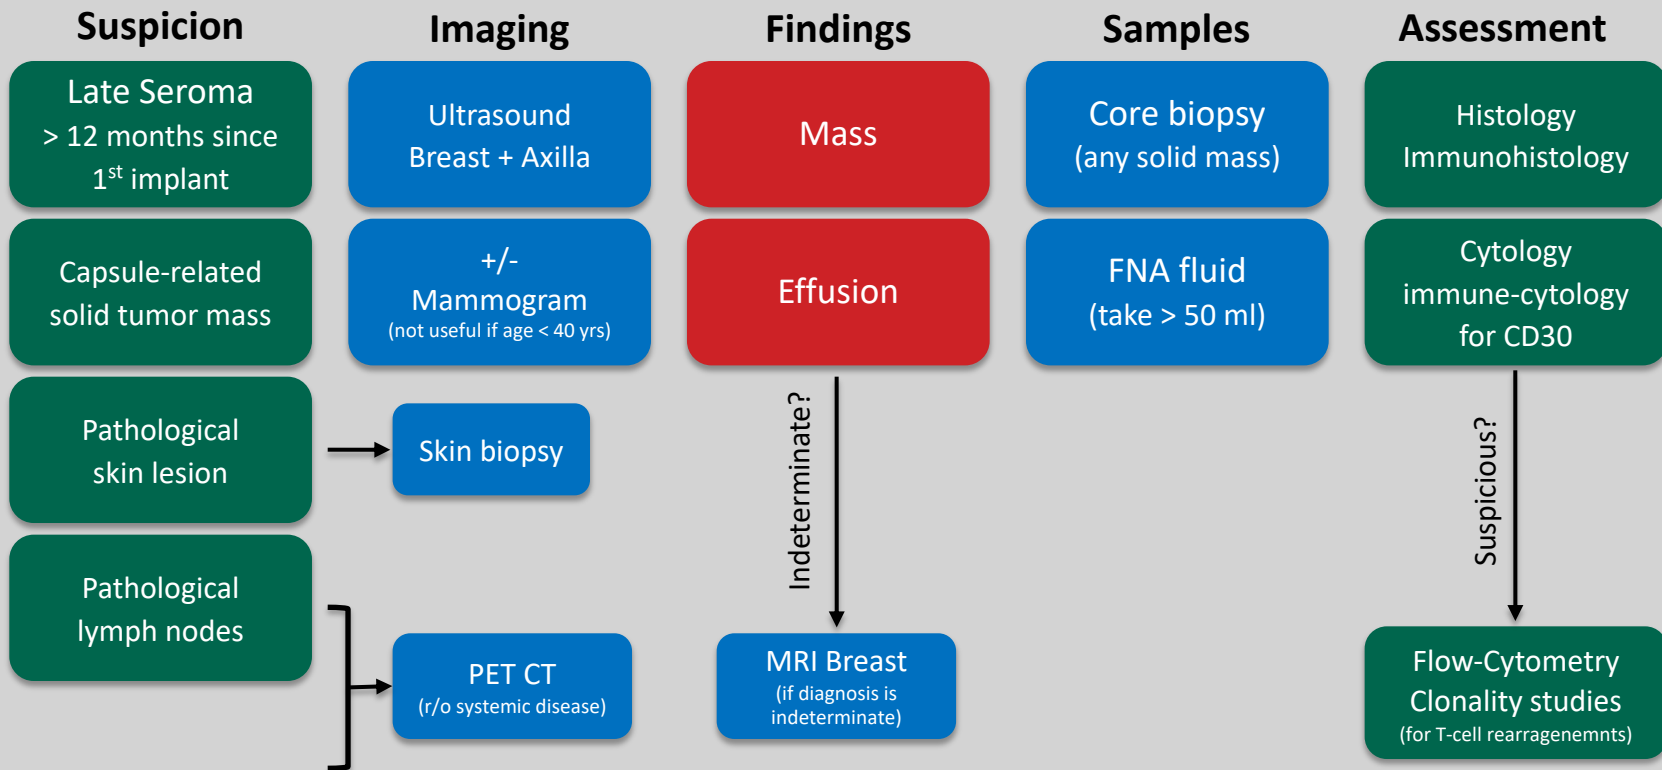 Suspicion
Late Seroma
> 12 months since
1st implant
Capsule-related
solid tumor mass
Pathological
skin lesion
Pathological
lymph nodes
Imaging
Ultrasound
Breast + Axilla
+/-
Mammogram
(not useful if age < 40 yrs)
Skin biopsy
PET CT
(r/o systemic disease)
Findings
Mass
Effusion
Indeterminate?
MRI Breast
(if diagnosis is
indeterminate)
Samples
Core biopsy
(any solid mass)
FNA fluid
(take > 50 ml)
Assessment
Histology
Immunohistology
Cytology
immune-cytology
for CD30
Suspicious?
Flow-Cytometry
Clonality studies
(for T-cell rearragenemnts)